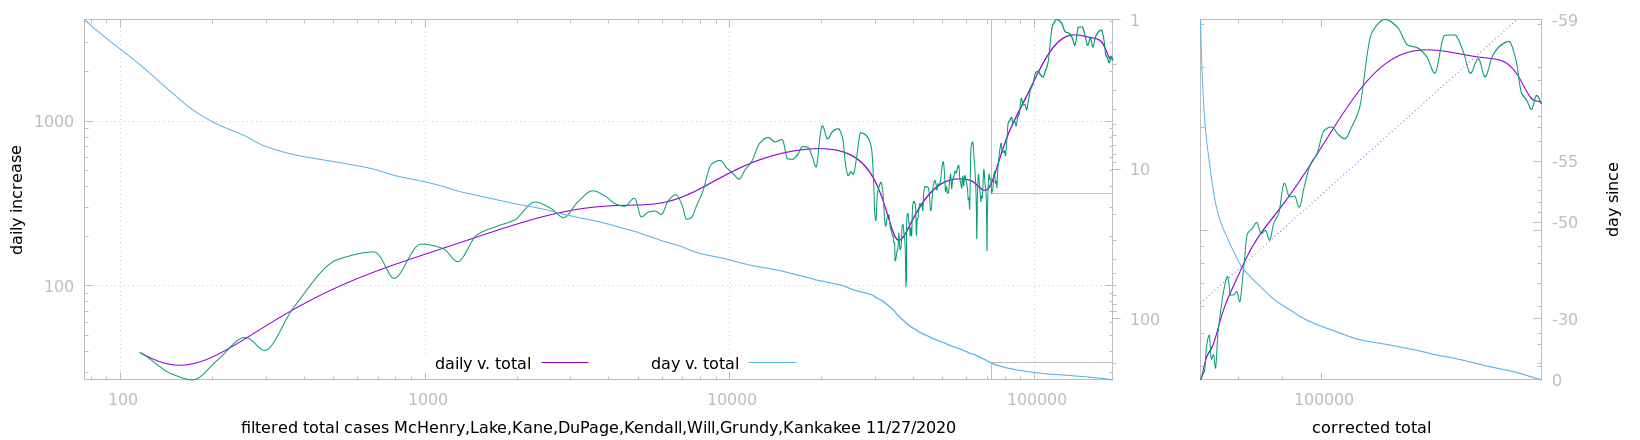 daily increase
1000
100
1
10
100
daily v. total
day v. total
100
1000
10000
100000
filtered total cases McHenry,Lake,Kane,DuPage,Kendall,Will,Grundy,Kankakee 11/27/2020
-59
-55
-50
-30
0
day since
100000
corrected total